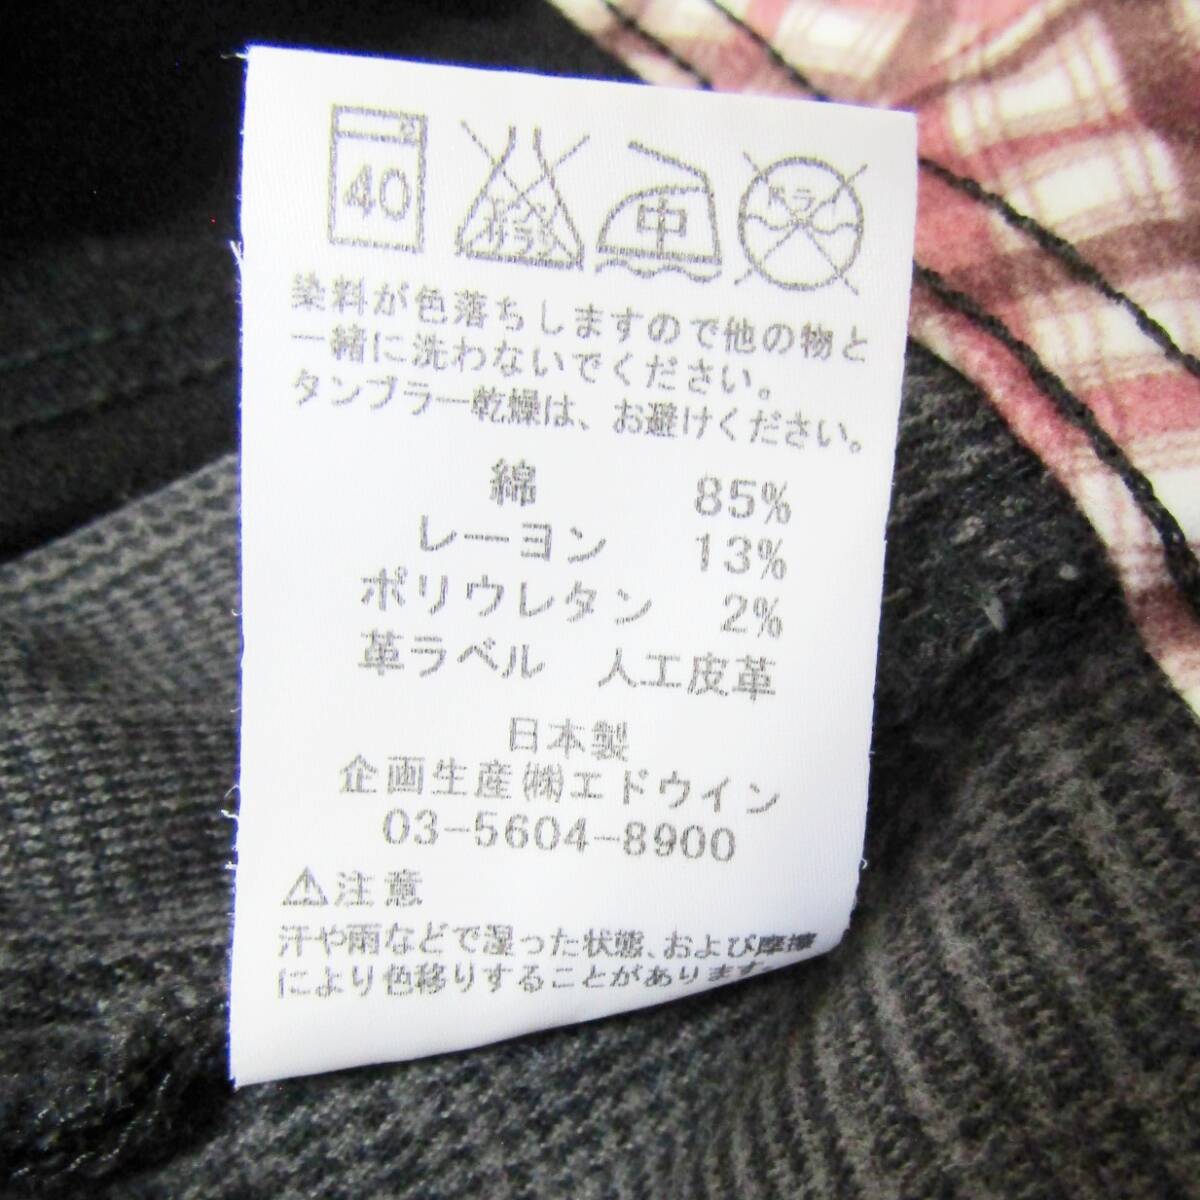 40
エンソ
サラシ
中
ドライ
染料が色落ちしますので他の物と
一緒に洗わないでください。
タンブラー乾燥は、お避けください。
綿 85%
レーヨン 13%
ポリウレタン 2%
革ラベル 人工皮革
日本製
企画生産㈱エドウイン
03-5604-8900
⚠注意
汗や雨などで湿った状態、および摩擦
により色移りすることがあります